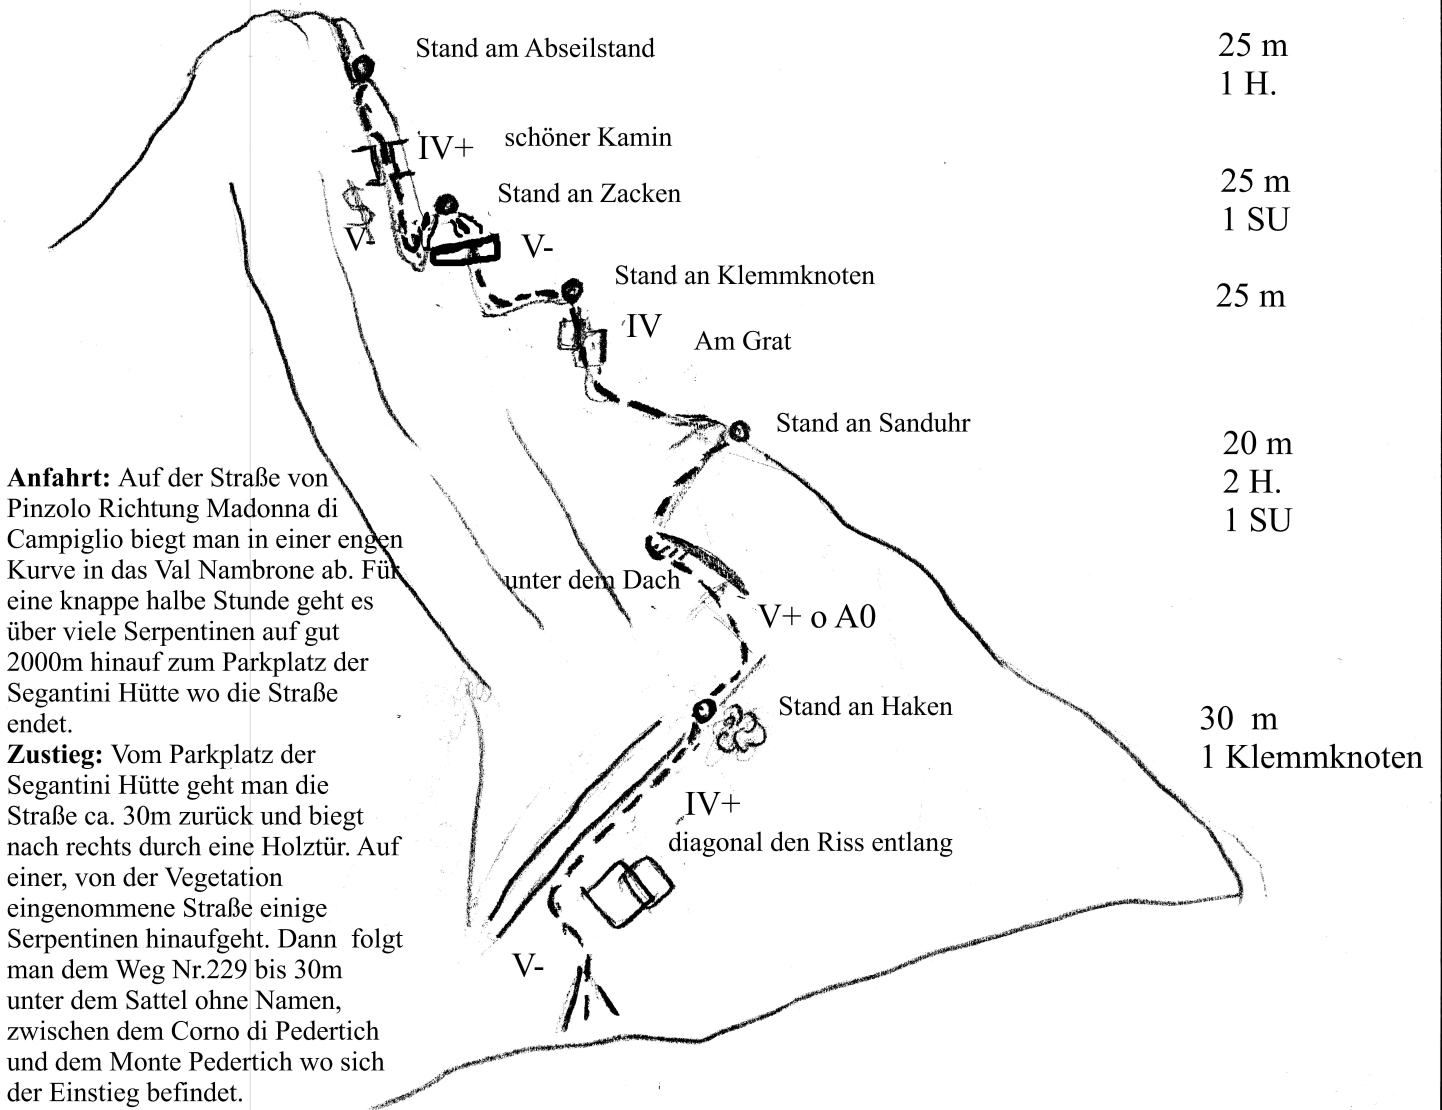 Stand am Abseilstand
25 m
1 H.
IV+
schöner Kamin
Stand an Zacken
25 m
1 SU
V-
V-
Stand an Klemmknoten
25 m
IV
Am Grat
Stand an Sanduhr
20 m
2 H.
1 SU
unter dem Dach
V+ o A0
Stand an Haken
30 m
1 Klemmknoten
IV+
diagonal den Riss entlang
V-
Anfahrt: Auf der Straße von
Pinzolo Richtung Madonna di
Campiglio biegt man in einer engen
Kurve in das Val Nambrone ab. Für
eine knappe halbe Stunde geht es
über viele Serpentinen auf gut
2000m hinauf zum Parkplatz der
Segantini Hütte wo die Straße
endet.
Zustieg: Vom Parkplatz der
Segantini Hütte geht man die
Straße ca. 30m zurück und biegt
nach rechts durch eine Holztür. Auf
einer, von der Vegetation
eingenommene Straße einige
Serpentinen hinaufgeht. Dann folgt
man dem Weg Nr.229 bis 30m
unter dem Sattel ohne Namen,
zwischen dem Corno di Pedertich
und dem Monte Pedertich wo sich
der Einstieg befindet.